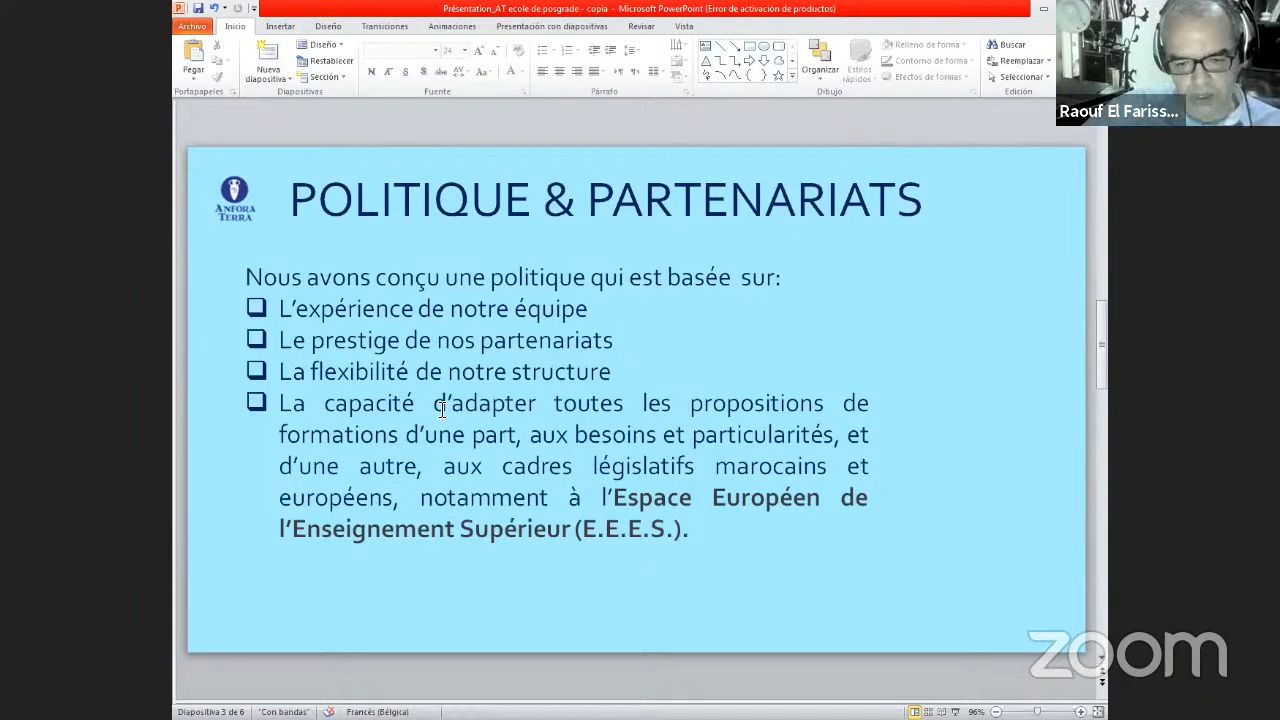 Présentation_AT ecole de posgrade - copia - Microsoft PowerPoint (Error de activación de productos)
Archivo Inicio Insertar Diseño Transiciones Animaciones Presentación con diapositivas Revisar Vista
Pegar
Nueva diapositiva
Diseño
Restablecer
Sección
24
N K S abc AV Aa A
Organizar
Estilos rápidos
Relleno de forma
Contorno de forma
Efectos de formas
Buscar
Reemplazar
Seleccionar
Portapapeles Diapositivas Fuente Párrafo Dibujo Edición
Raouf El Fariss...
ANFORA
TERRA
POLITIQUE & PARTENARIATS
Nous avons conçu une politique qui est basée sur:
L’expérience de notre équipe
Le prestige de nos partenariats
La flexibilité de notre structure
La capacité d’adapter toutes les propositions de
formations d’une part, aux besoins et particularités, et
d’une autre, aux cadres législatifs marocains et
européens, notamment à l’Espace Européen de
l’Enseignement Supérieur (E.E.E.S.).
zoom
Diapositiva 3 de 6 "Con bandas" Francés (Bélgica) 96%